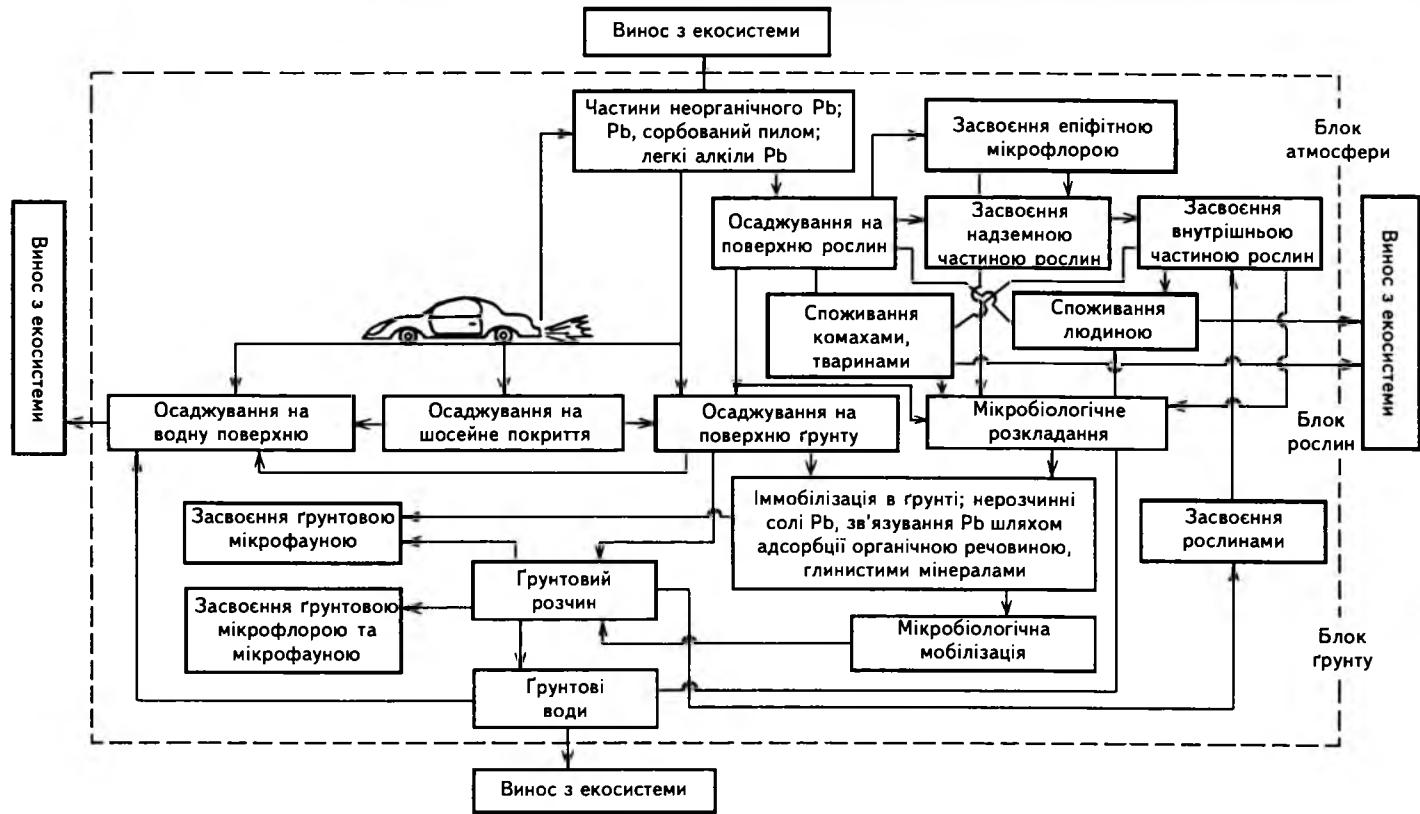 Винос з екосистеми
Частини неорганічного Pb;
Pb, сорбований пилом;
легкі алкіли Pb
Засвоєння епіфітною
мікрофлорою
Блок
атмосфери
Винос з екосистеми
Осаджування на
поверхню рослин
Засвоєння
надземною
частиною рослин
Засвоєння
внутрішньою
частиною рослин
Винос з екосистеми
Споживання
комахами,
тваринами
Споживання
людиною
Осаджування на
водну поверхню
Осаджування на
шосейне покриття
Осаджування на
поверхню ґрунту
Мікробіологічне
розкладання
Блок
рослин
Засвоєння ґрунтовою
мікрофауною
Іммобілізація в ґрунті; нерозчинні
солі Pb, зв'язування Pb шляхом
адсорбції органічною речовиною,
глинистими мінералами
Засвоєння
рослинами
Ґрунтовий
розчин
Засвоєння ґрунтовою
мікрофлорою та
мікрофауною
Мікробіологічна
мобілізація
Блок
ґрунту
Ґрунтові
води
Винос з екосистеми